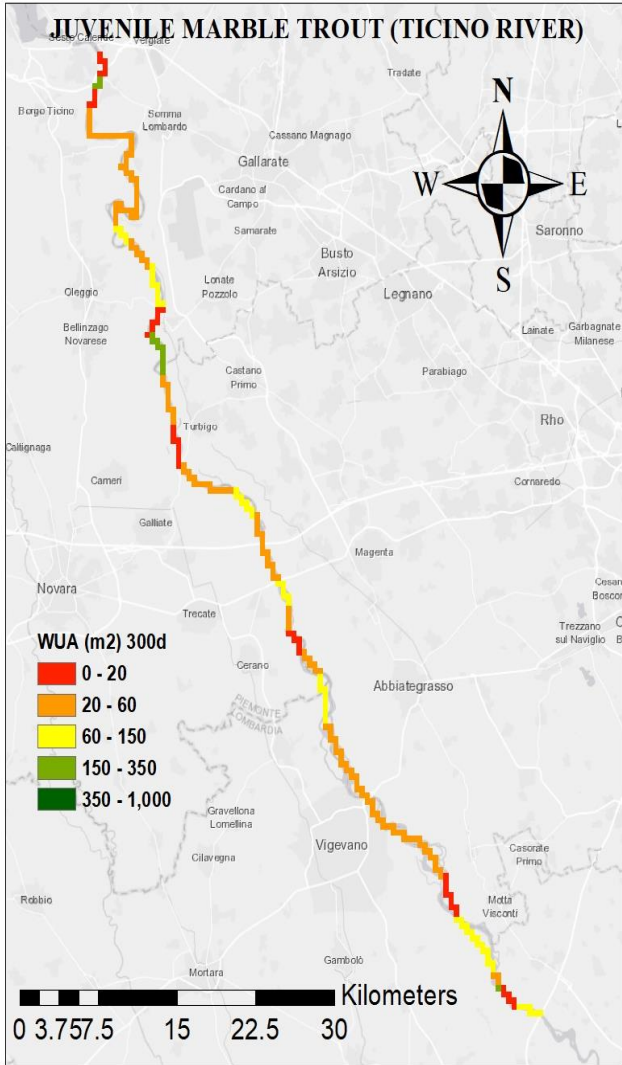 JUVENILE MARBLE TROUT (TICINO RIVER)
Sesto Calende
Vergiate
Tradate
Borgo Ticino
Somma
Lombardo
Cassano Magnago
Gallarate
N
W
E
S
Cardano al
Campo
Samarate
Saronno
Busto
Arsizio
Lonate
Pozzolo
Oleggio
Legnano
Bellinzago
Novarese
Lainate
Garbagnate
Milanese
Castano
Primo
Parabiago
Turbigo
Rho
Caltignaga
Cameri
Cornaredo
Galliate
Magenta
Novara
Trecate
Cesano
Trezzano
sul Naviglio
WUA (m2) 300d
0 - 20
20 - 60
60 - 150
150 - 350
350 - 1,000
Cerano
Abbiategrasso
PIEMONTE
LOMBARDIA
Gravellona
Lomellina
Vigevano
Cilavegna
Casorate
Primo
Robbio
Motta
Visconti
Gambolò
Mortara
Kilometers
0 3.75 7.5 15 22.5 30